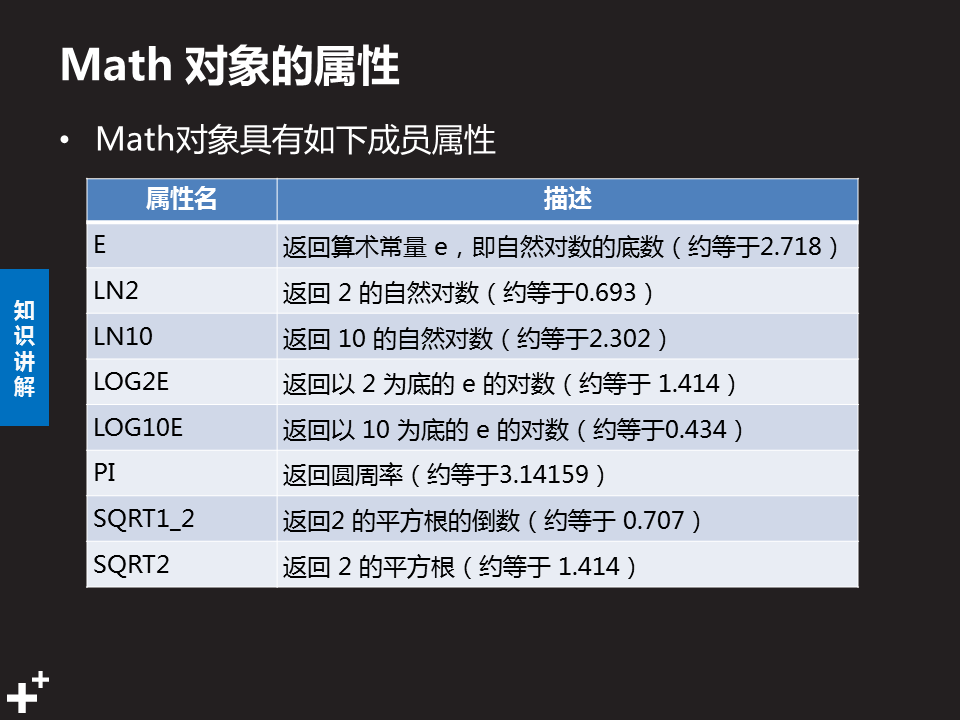 Math 对象的属性
• Math对象具有如下成员属性
属性名 描述
E 返回算术常量 e，即自然对数的底数（约等于2.718）
LN2 返回 2 的自然对数（约等于0.693）
LN10 返回 10 的自然对数（约等于2.302）
LOG2E 返回以 2 为底的 e 的对数（约等于 1.414）
LOG10E 返回以 10 为底的 e 的对数（约等于0.434）
PI 返回圆周率（约等于3.14159）
SQRT1_2 返回2 的平方根的倒数（约等于 0.707）
SQRT2 返回 2 的平方根（约等于 1.414）
知识讲解